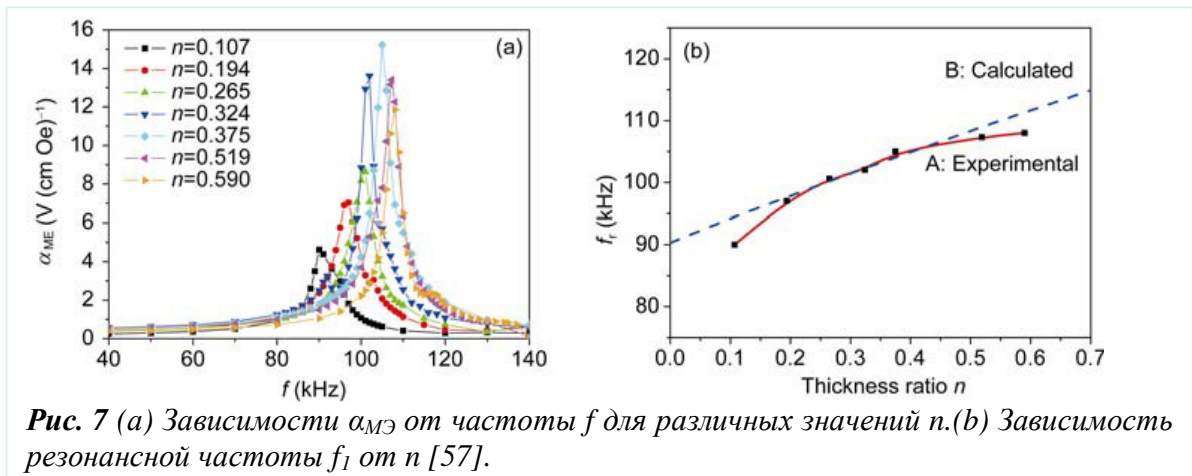 (a)
n=0.107
n=0.194
n=0.265
n=0.324
n=0.375
n=0.519
n=0.590
16
14
12
10
8
6
4
2
0
α_ME (V (cm Oe)⁻¹)
40 60 80 100 120 140
f (kHz)
(b)
B: Calculated
A: Experimental
120
110
100
90
80
f_r (kHz)
0.0 0.1 0.2 0.3 0.4 0.5 0.6 0.7
Thickness ratio n
Рис. 7 (a) Зависимости α_МЭ от частоты f для различных значений n.(b) Зависимость
резонансной частоты f₁ от n [57].